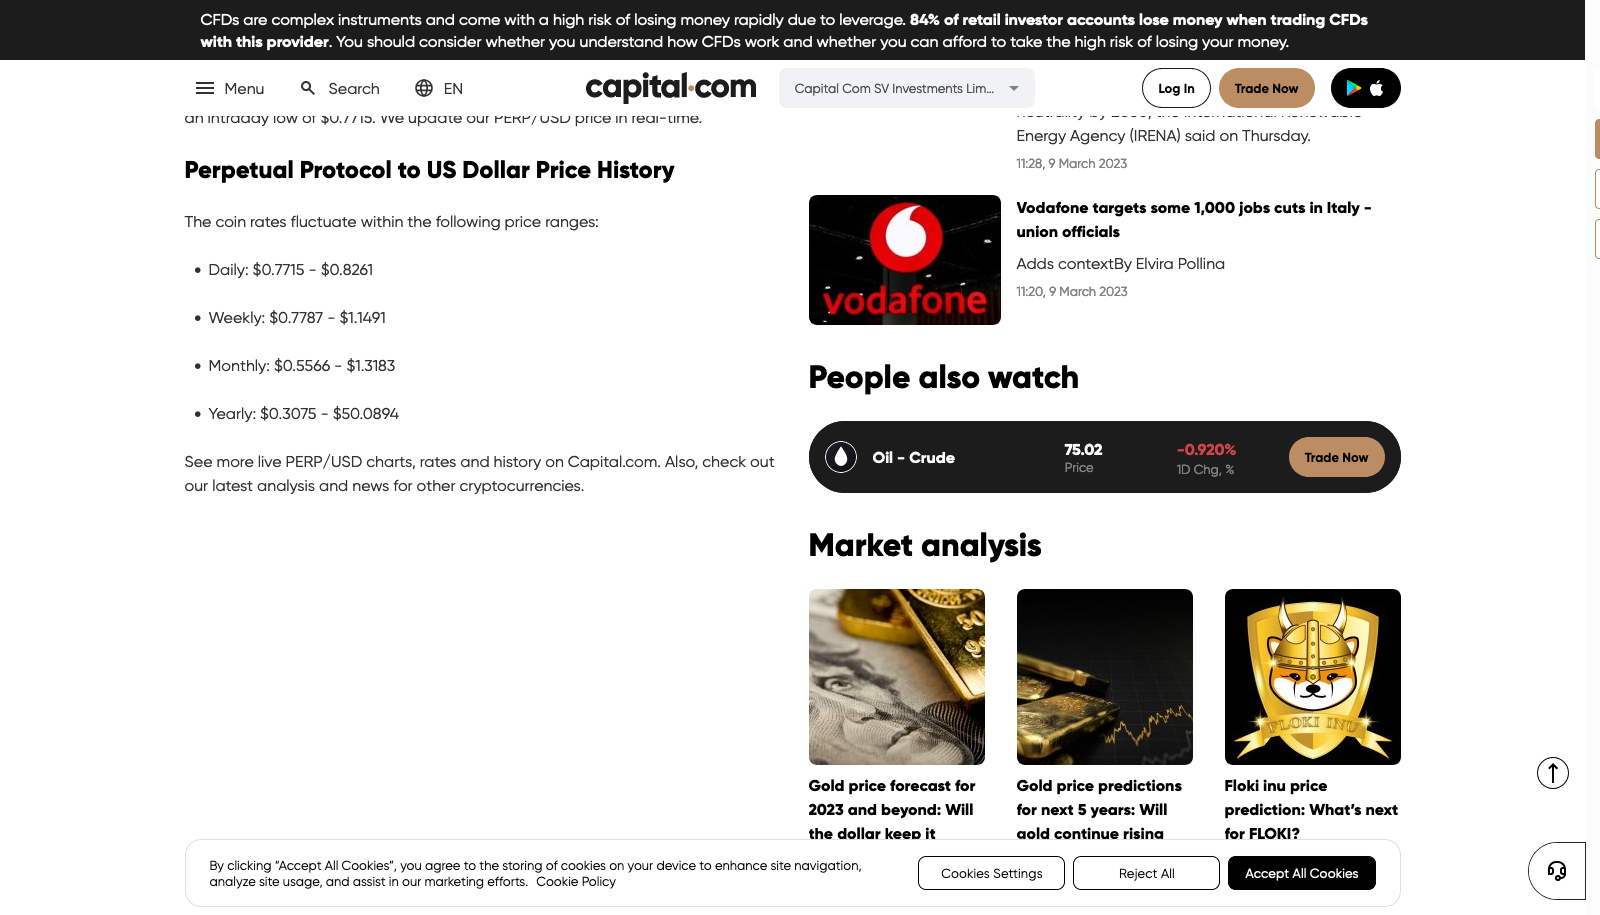 CFDs are complex instruments and come with a high risk of losing money rapidly due to leverage. 84% of retail investor accounts lose money when trading CFDs
with this provider. You should consider whether you understand how CFDs work and whether you can afford to take the high risk of losing your money.
Menu
Search
EN
capital.com
Capital Com SV Investments Lim...
Log In
Trade Now
an intraday low of $0.7715. We update our PERP/USD price in real-time.
Perpetual Protocol to US Dollar Price History
The coin rates fluctuate within the following price ranges:
• Daily: $0.7715 - $0.8261
• Weekly: $0.7787 - $1.1491
• Monthly: $0.5566 - $1.3183
• Yearly: $0.3075 - $50.0894
See more live PERP/USD charts, rates and history on Capital.com. Also, check out
our latest analysis and news for other cryptocurrencies.
neutrality by 2050, the International Renewable
Energy Agency (IRENA) said on Thursday.
11:28, 9 March 2023
vodafone
Vodafone targets some 1,000 jobs cuts in Italy -
union officials
Adds contextBy Elvira Pollina
11:20, 9 March 2023
People also watch
Oil - Crude
75.02
Price
-0.920%
1D Chg, %
Trade Now
Market analysis
FLOKI INU
Gold price forecast for
2023 and beyond: Will
the dollar keep it
Gold price predictions
for next 5 years: Will
gold continue rising
Floki inu price
prediction: What's next
for FLOKI?
By clicking “Accept All Cookies”, you agree to the storing of cookies on your device to enhance site navigation,
analyze site usage, and assist in our marketing efforts. Cookie Policy
Cookies Settings
Reject All
Accept All Cookies